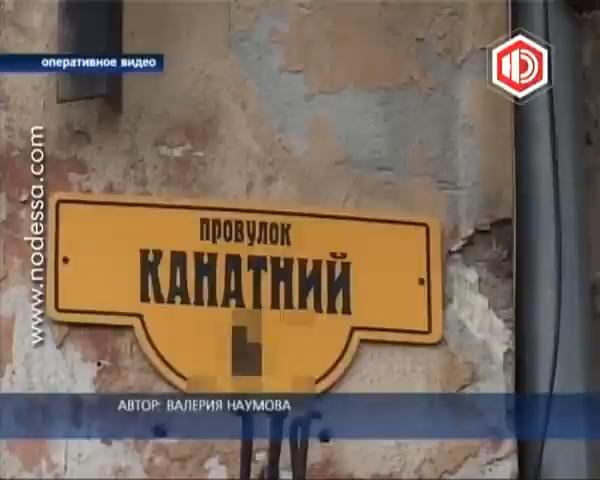 оперативное видео
www.nodessa.com
ПРОВУЛОК
КАНАТНИЙ
АВТОР: ВАЛЕРИЯ НАУМОВА